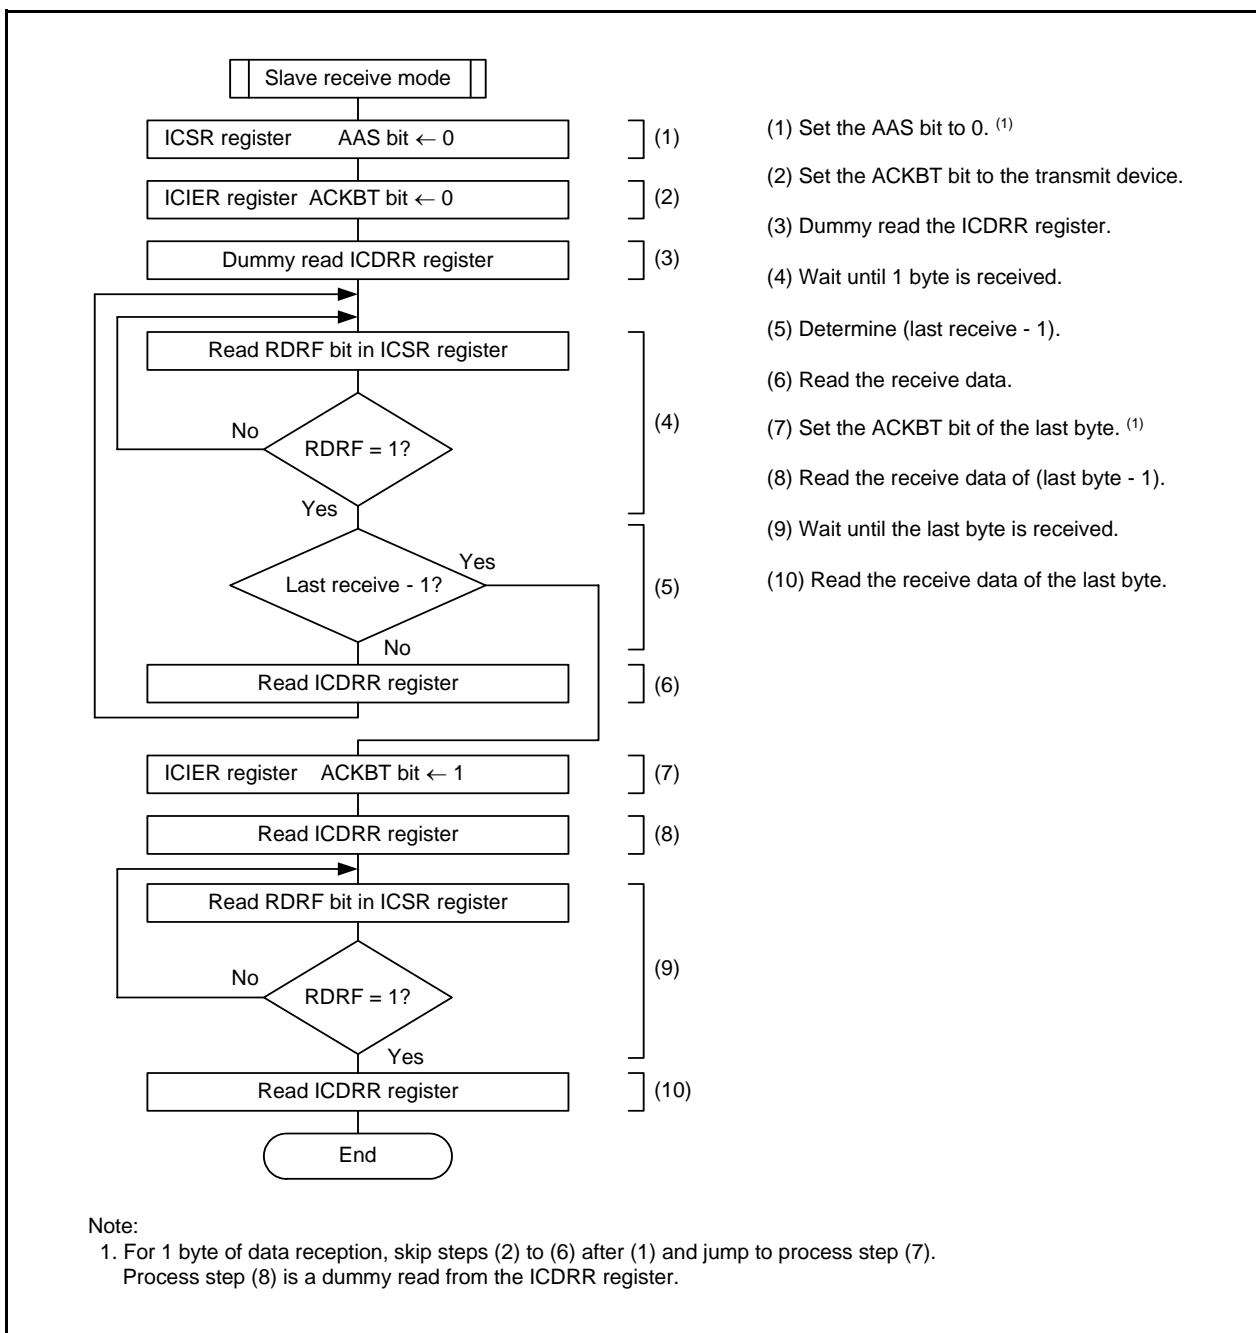 Slave receive mode
ICSR register AAS bit ← 0
(1)
ICIER register ACKBT bit ← 0
(2)
Dummy read ICDRR register
(3)
Read RDRF bit in ICSR register
No
RDRF = 1?
(4)
Yes
Yes
Last receive - 1?
(5)
No
Read ICDRR register
(6)
ICIER register ACKBT bit ← 1
(7)
Read ICDRR register
(8)
Read RDRF bit in ICSR register
No
RDRF = 1?
(9)
Yes
Read ICDRR register
(10)
End
(1) Set the AAS bit to 0. (1)
(2) Set the ACKBT bit to the transmit device.
(3) Dummy read the ICDRR register.
(4) Wait until 1 byte is received.
(5) Determine (last receive - 1).
(6) Read the receive data.
(7) Set the ACKBT bit of the last byte. (1)
(8) Read the receive data of (last byte - 1).
(9) Wait until the last byte is received.
(10) Read the receive data of the last byte.
Note:
1. For 1 byte of data reception, skip steps (2) to (6) after (1) and jump to process step (7).
Process step (8) is a dummy read from the ICDRR register.